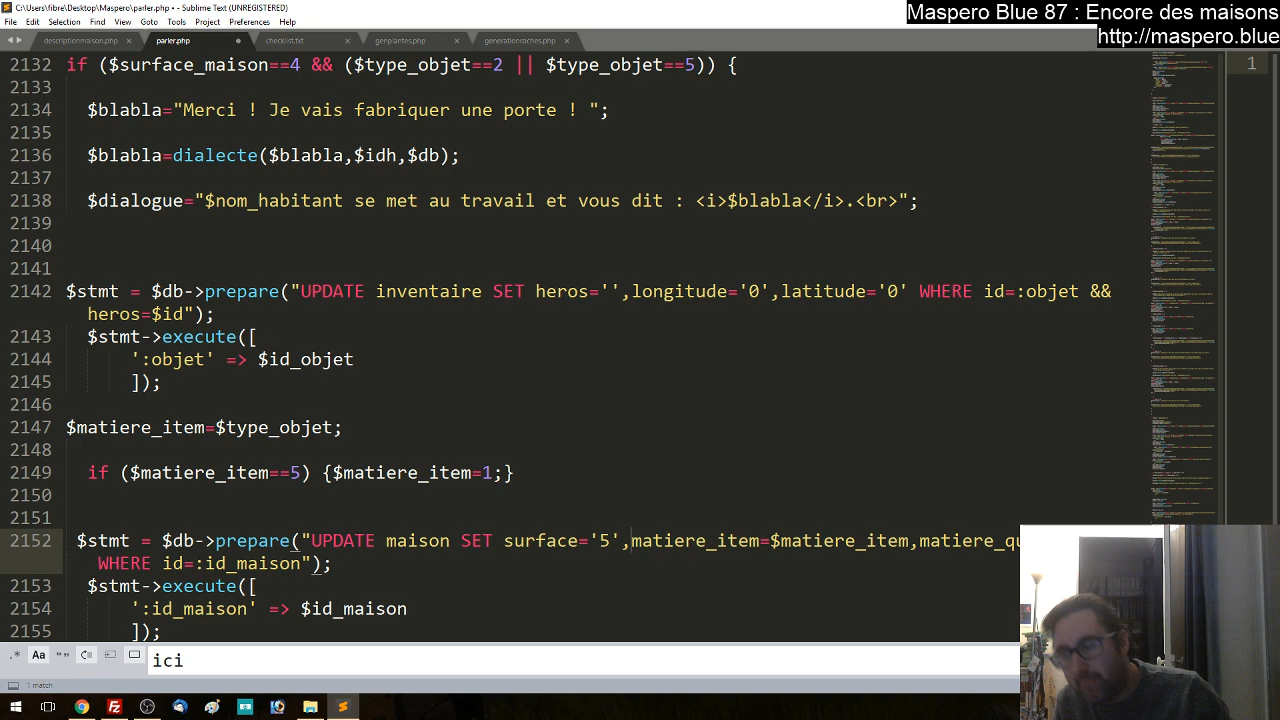 C:\Users\fibre\Desktop\Maspero\parler.php • - Sublime Text (UNREGISTERED)
Maspero Blue 87 : Encore des maisons
File Edit Selection Find View Goto Tools Project Preferences Help
http://maspero.blue
descriptionmaison.php × parler.php • checklist.txt × genplantes.php × generationroches.php ×
2132 if ($surface_maison==4 && ($type_objet==2 || $type_objet==5)) {
1
2133
2134 $blabla="Merci ! Je vais fabriquer une porte ! ";
2135
2136 $blabla=dialecte($blabla,$idh,$db);
2137
2138 $dialogue="$nom_habitant se met au travail et vous dit : <i>$blabla</i>.<br>";
2139
2140
2141
2142 $stmt = $db->prepare("UPDATE inventaire SET heros='',longitude='0',latitude='0' WHERE id=:objet &&
heros=$id");
2143 $stmt->execute([
2144 ':objet' => $id_objet
2145 ]);
2146
2147 $matiere_item=$type_objet;
2148
2149 if ($matiere_item==5) {$matiere_item=1;}
2150
2151
2152 $stmt = $db->prepare("UPDATE maison SET surface='5',matiere_item=$matiere_item,matiere_qu
WHERE id=:id_maison");
2153 $stmt->execute([
2154 ':id_maison' => $id_maison
2155 ]);
.* Aa “” ici
1 match